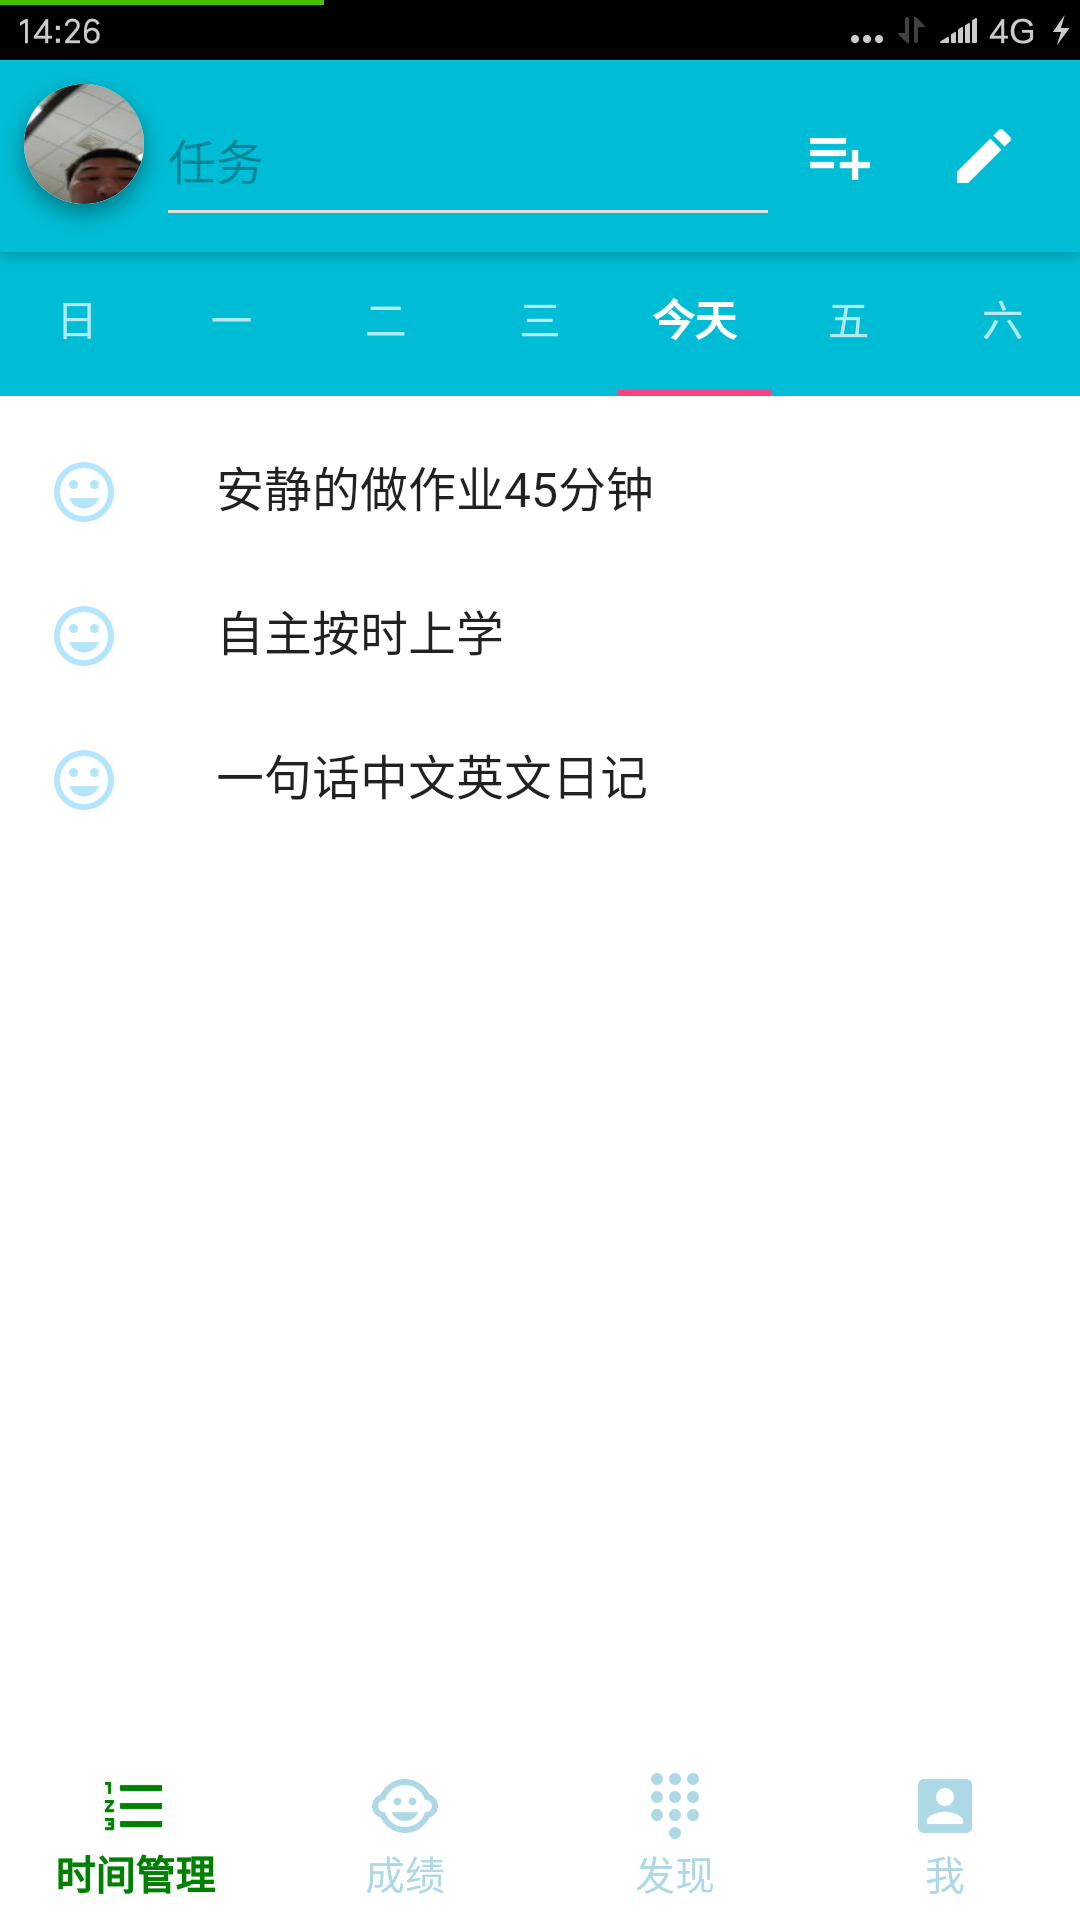 14:26 4G
任务
日 一 二 三 今天 五 六
安静的做作业45分钟
自主按时上学
一句话中文英文日记
时间管理 成绩 发现 我